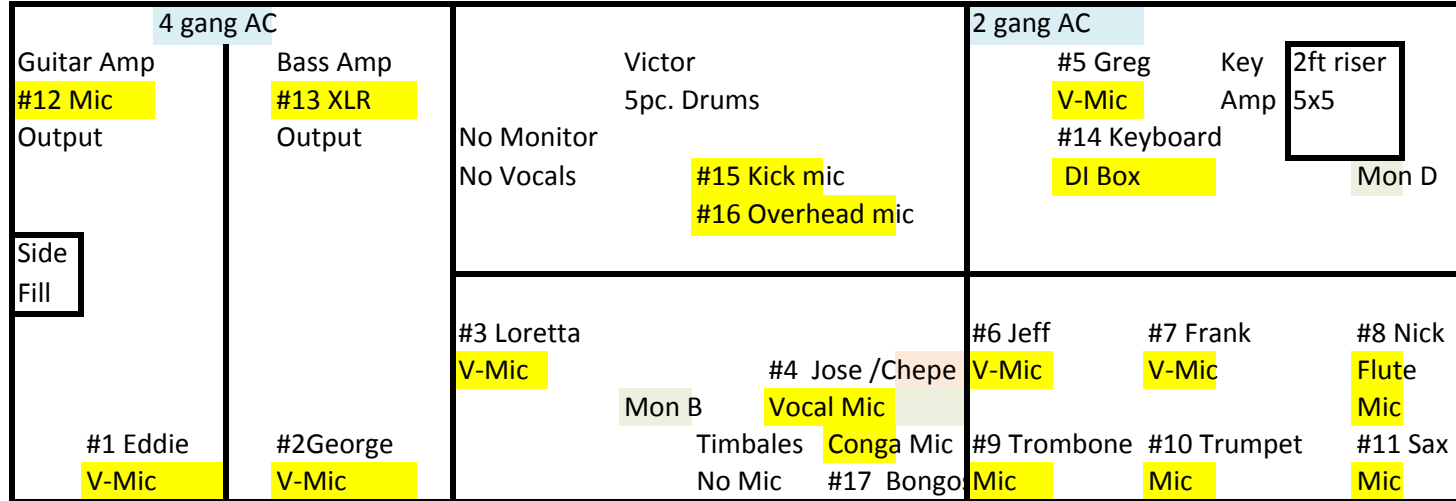 4 gang AC
2 gang AC
Guitar Amp
Bass Amp
Victor
#5 Greg
Key
2ft riser
#12 Mic
#13 XLR
5pc. Drums
V-Mic
Amp
5x5
Output
Output
No Monitor
#14 Keyboard
No Vocals
#15 Kick mic
DI Box
Mon D
#16 Overhead mic
Side
Fill
#3 Loretta
#6 Jeff
#7 Frank
#8 Nick
V-Mic
#4 Jose /Chepe
V-Mic
V-Mic
Flute
Mon B
Vocal Mic
Mic
#1 Eddie
#2George
Timbales
Conga Mic
#9 Trombone
#10 Trumpet
#11 Sax
V-Mic
V-Mic
No Mic
#17 Bongo
Mic
Mic
Mic